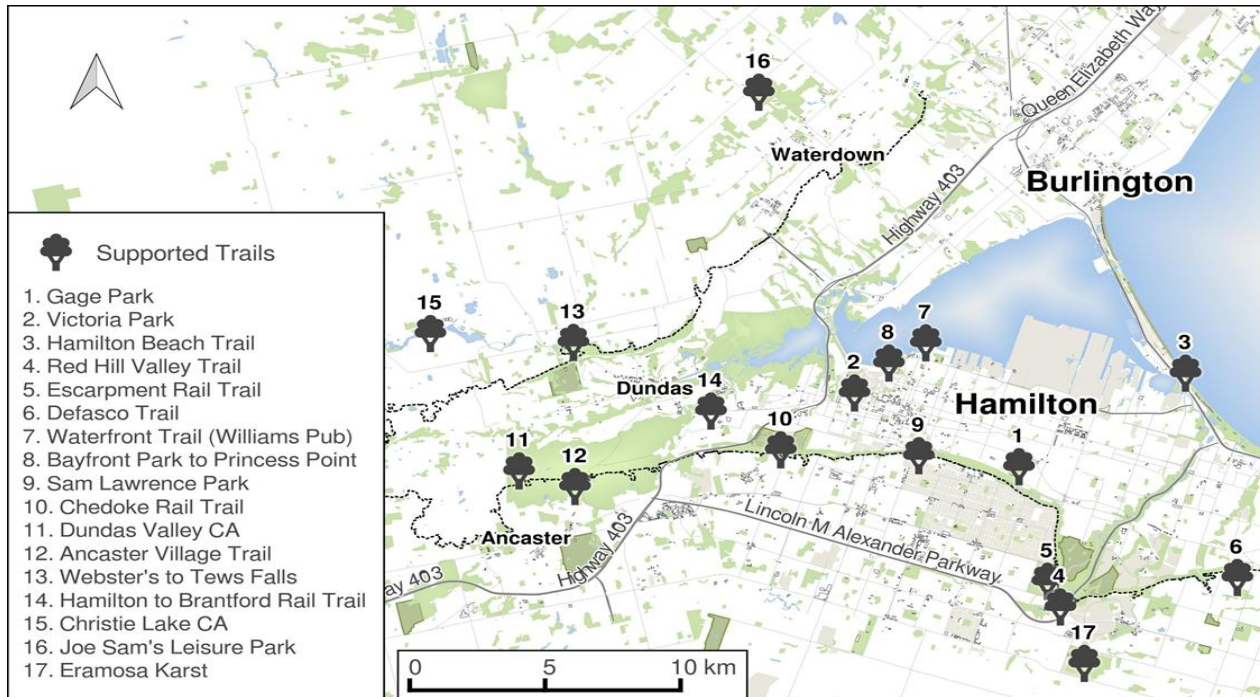 16
Queen Elizabeth Way
Waterdown
Burlington
Highway 403
Supported Trails
1. Gage Park
2. Victoria Park
3. Hamilton Beach Trail
4. Red Hill Valley Trail
5. Escarpment Rail Trail
6. Defasco Trail
7. Waterfront Trail (Williams Pub)
8. Bayfront Park to Princess Point
9. Sam Lawrence Park
10. Chedoke Rail Trail
11. Dundas Valley CA
12. Ancaster Village Trail
13. Webster's to Tews Falls
14. Hamilton to Brantford Rail Trail
15. Christie Lake CA
16. Joe Sam's Leisure Park
17. Eramosa Karst
15
13
7
8
3
2
Dundas
14
Hamilton
10
9
1
11
12
Lincoln M Alexander Parkway
Ancaster
Highway 403
5
6
4
ay 403
17
0 5 10 km